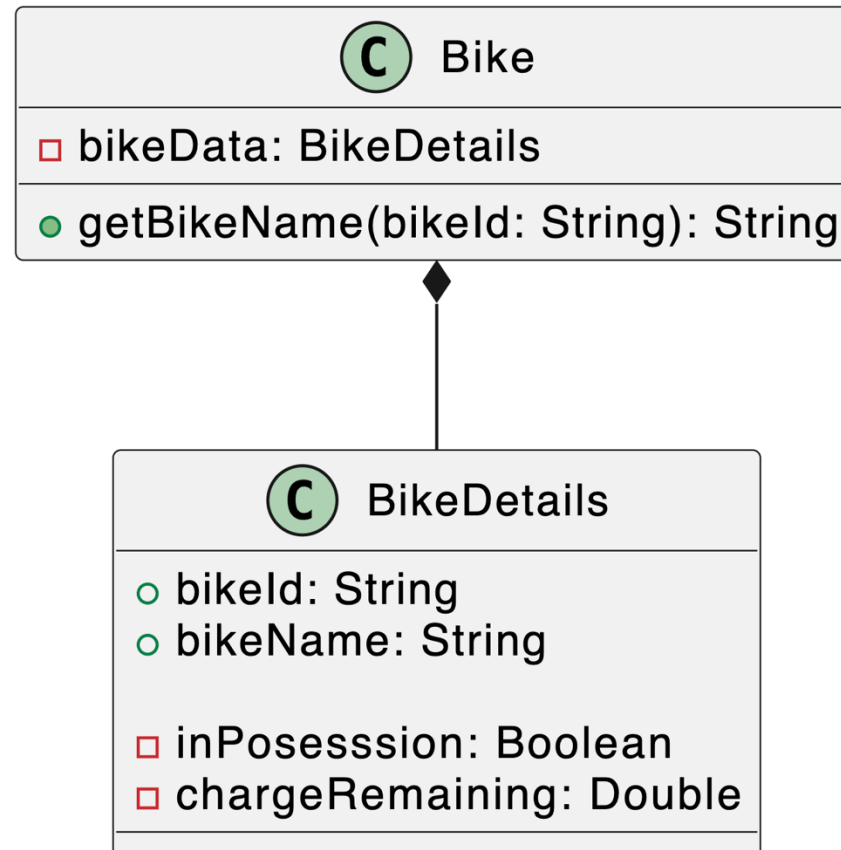 C Bike
bikeData: BikeDetails
getBikeName(bikeId: String): String
C BikeDetails
bikeId: String
bikeName: String
inPosesssion: Boolean
chargeRemaining: Double